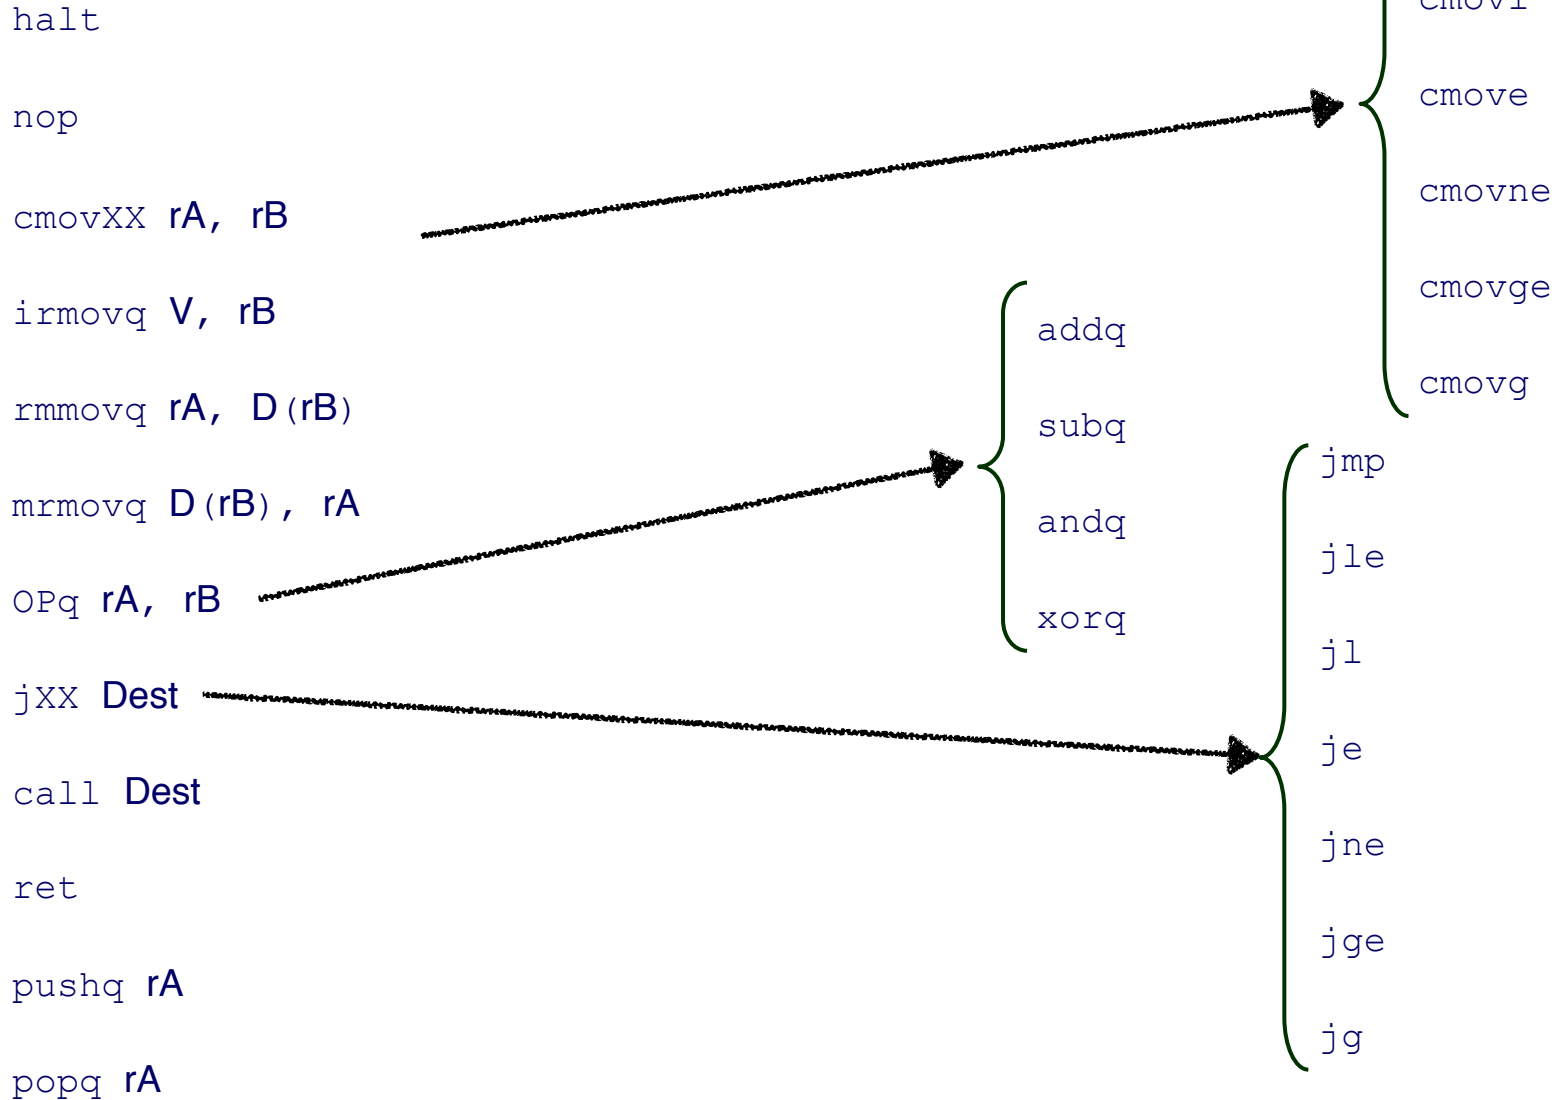 halt
nop
cmovXX rA, rB
irmovq V, rB
rmmovq rA, D(rB)
mrmovq D(rB), rA
OPq rA, rB
jXX Dest
call Dest
ret
pushq rA
popq rA
addq
subq
andq
xorq
cmove
cmovne
cmovge
cmovg
jmp
jle
jl
je
jne
jge
jg